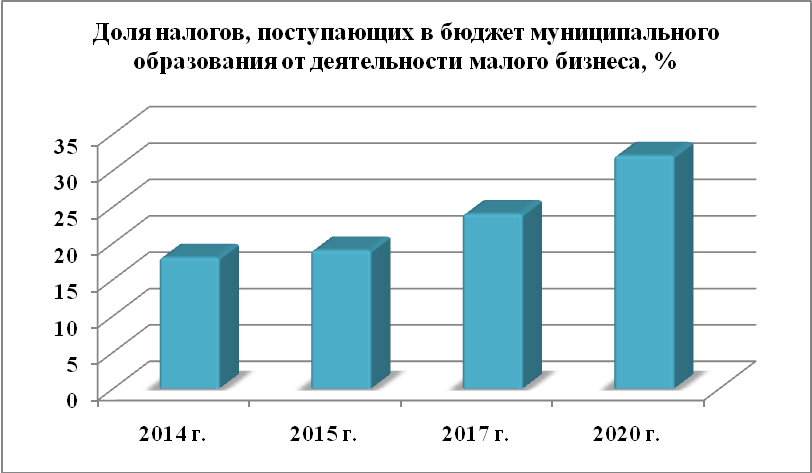 Доля налогов, поступающих в бюджет муниципального
образования от деятельности малого бизнеса, %
35
30
25
20
15
10
5
0
2014 г.
2015 г.
2017 г.
2020 г.